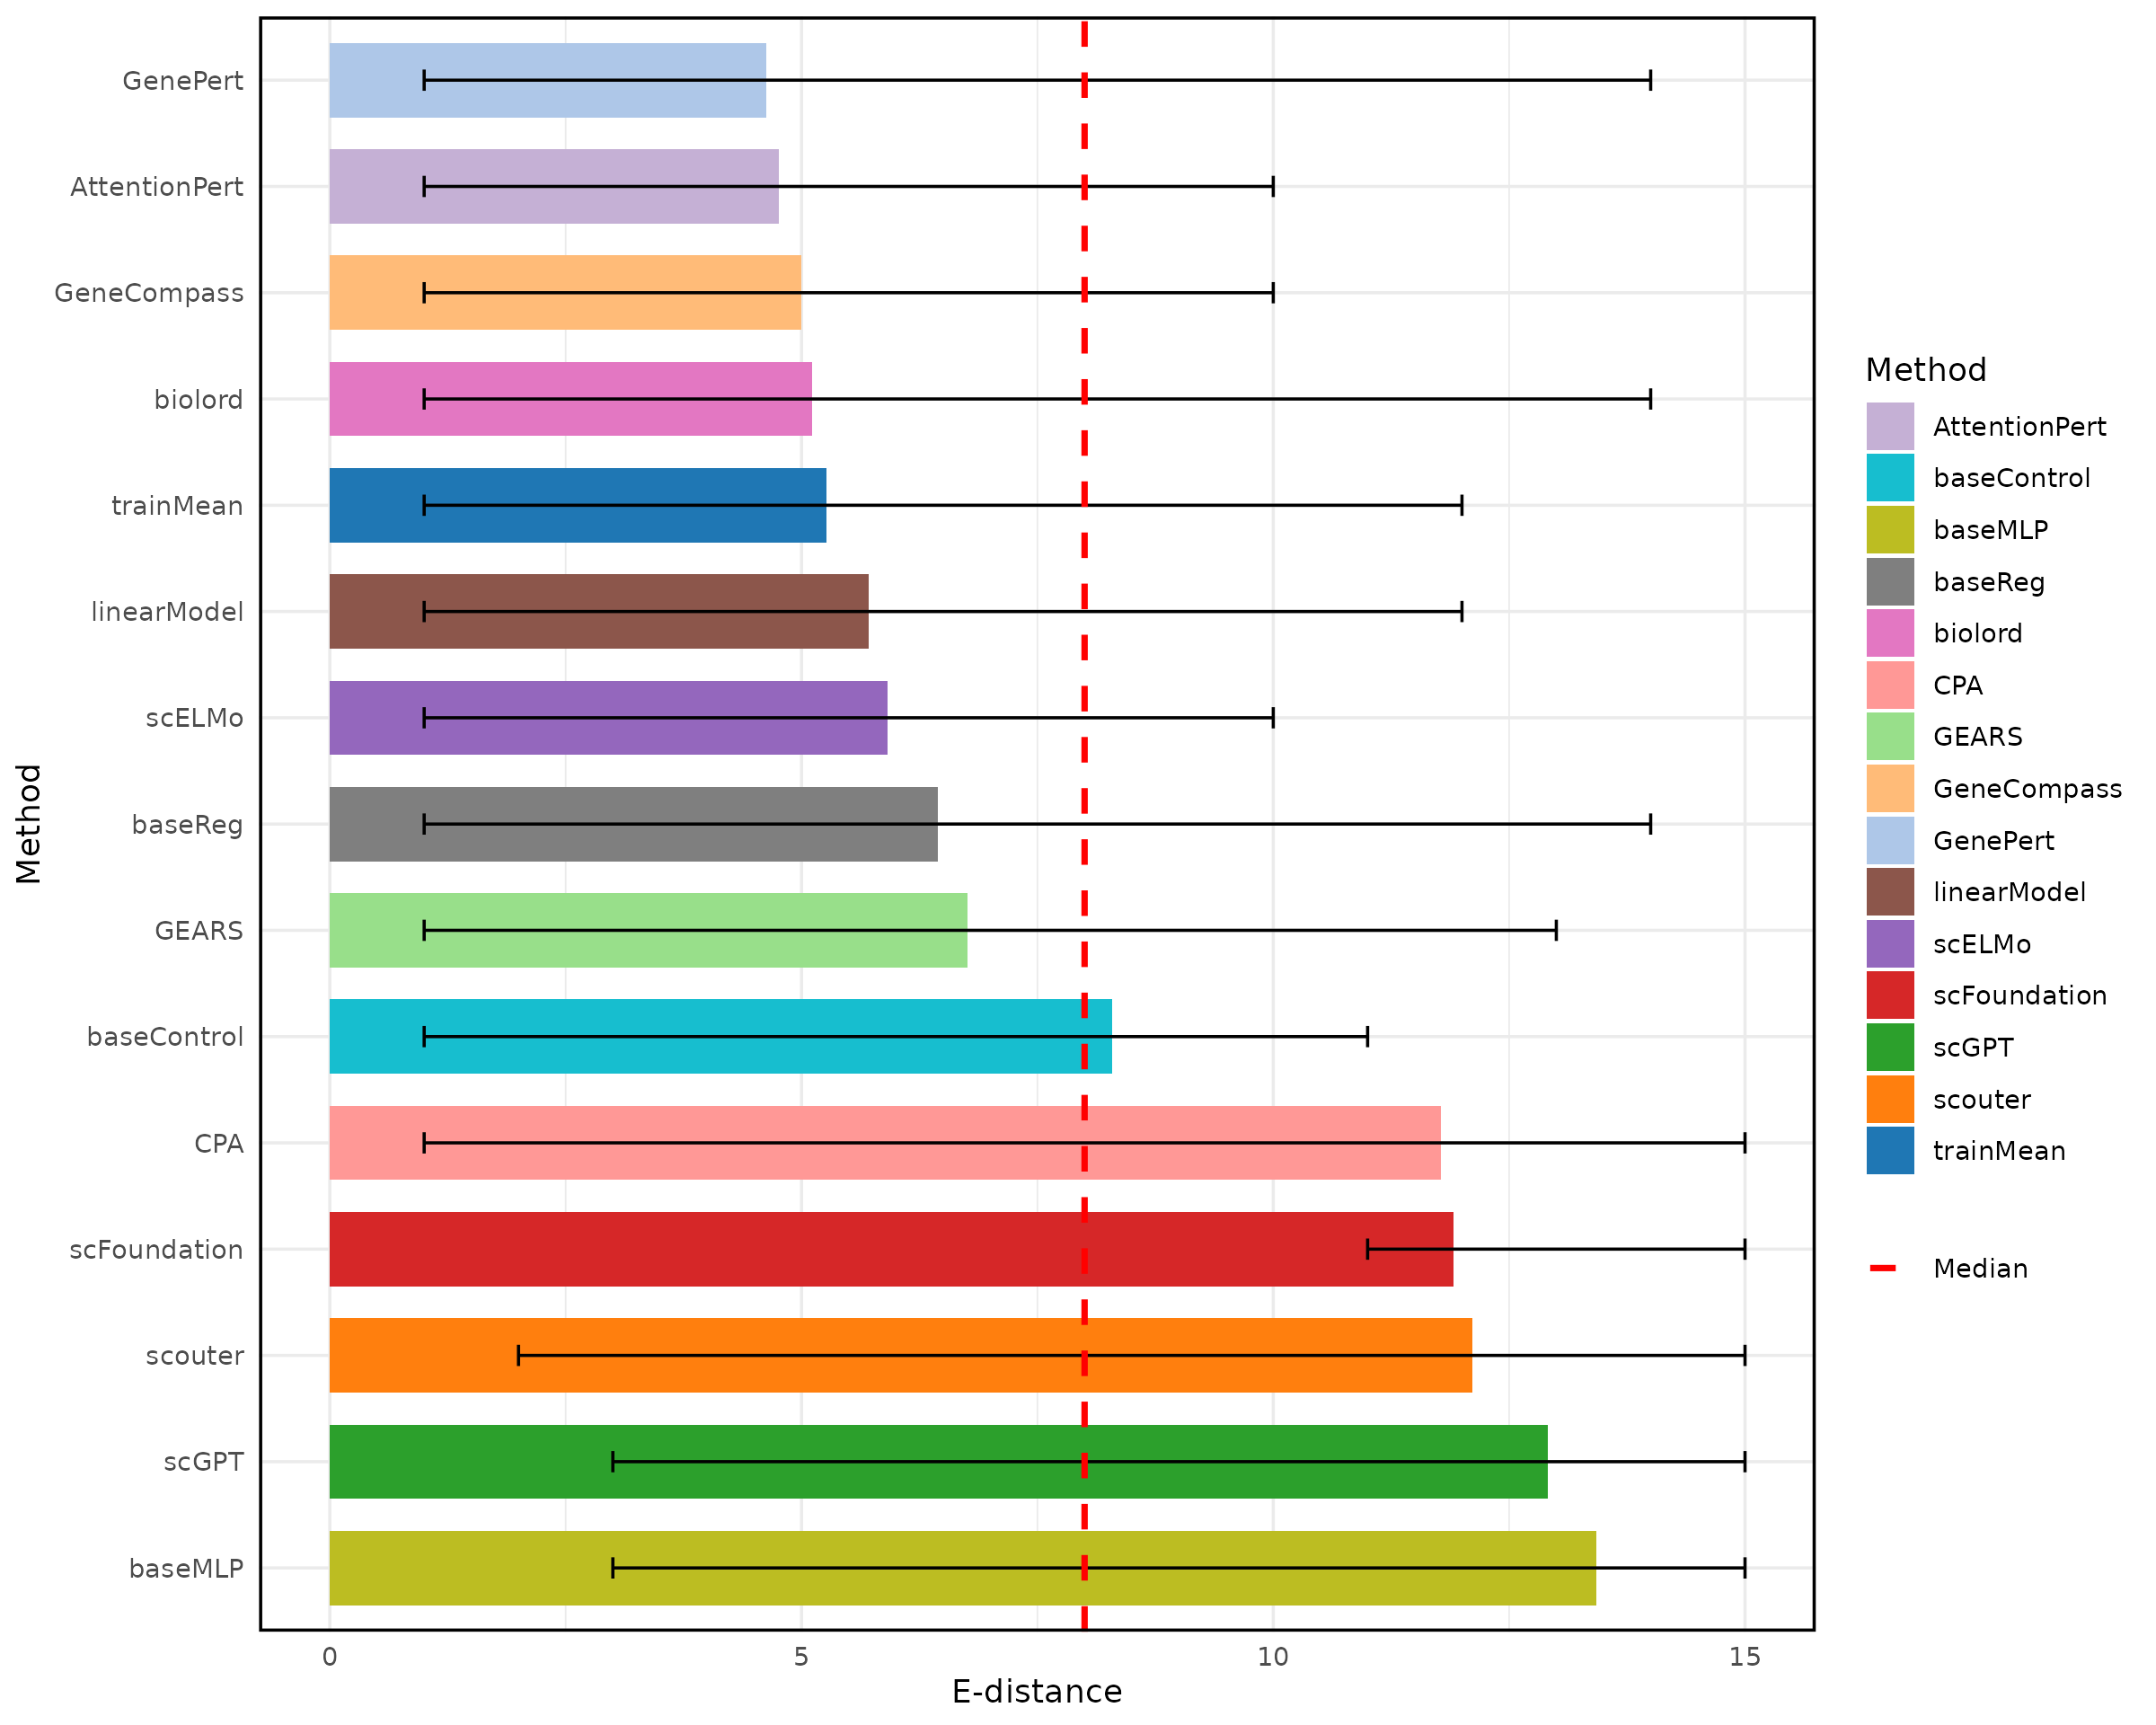 GenePert
AttentionPert
GeneCompass
biolord
trainMean
linearModel
scELMo
baseReg
GEARS
baseControl
CPA
scFoundation
scouter
scGPT
baseMLP
Method
0 5 10 15
E-distance
Method
AttentionPert
baseControl
baseMLP
baseReg
biolord
CPA
GEARS
GeneCompass
GenePert
linearModel
scELMo
scFoundation
scGPT
scouter
trainMean
Median